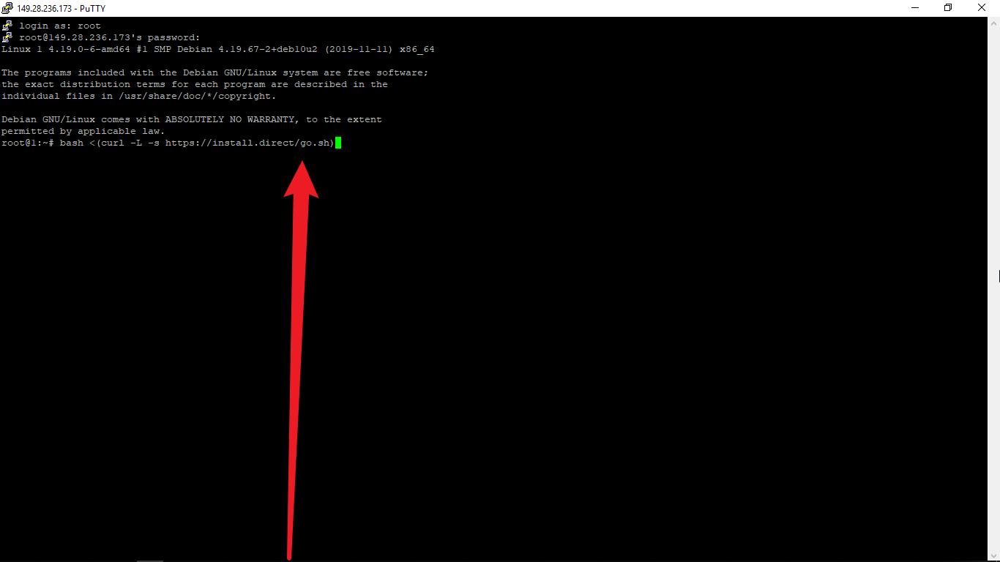 149.28.236.173 - PuTTY
login as: root
root@149.28.236.173's password:
Linux 1 4.19.0-6-amd64 #1 SMP Debian 4.19.67-2+deb10u2 (2019-11-11) x86_64
The programs included with the Debian GNU/Linux system are free software;
the exact distribution terms for each program are described in the
individual files in /usr/share/doc/*/copyright.
Debian GNU/Linux comes with ABSOLUTELY NO WARRANTY, to the extent
permitted by applicable law.
root@1:~# bash <(curl -L -s https://install.direct/go.sh)